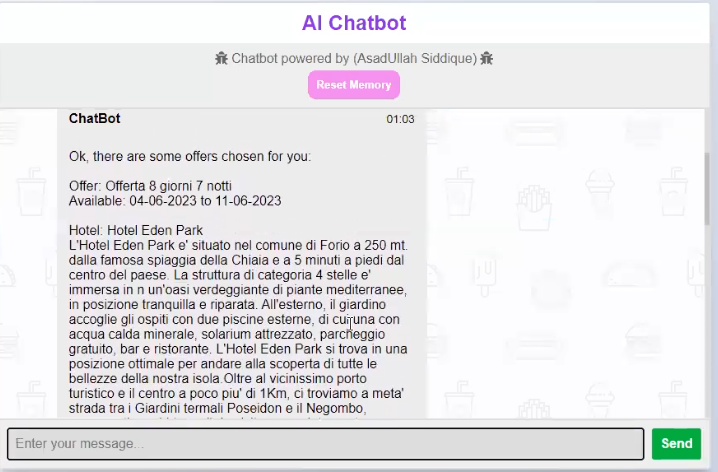 AI Chatbot
Chatbot powered by (AsadUllah Siddique)
Reset Memory
ChatBot 01:03
Ok, there are some offers chosen for you:
Offer: Offerta 8 giorni 7 notti
Available: 04-06-2023 to 11-06-2023
Hotel: Hotel Eden Park
L'Hotel Eden Park e' situato nel comune di Forio a 250 mt.
dalla famosa spiaggia della Chiaia e a 5 minuti a piedi dal
centro del paese. La struttura di categoria 4 stelle e'
immersa in n un'oasi verdeggiante di piante mediterranee,
in posizione tranquilla e riparata. All'esterno, il giardino
accoglie gli ospiti con due piscine esterne, di cui una con
acqua calda minerale, solarium attrezzato, parcheggio
gratuito, bar e ristorante. L'Hotel Eden Park si trova in una
posizione ottimale per andare alla scoperta di tutte le
bellezze della nostra isola.Oltre al vicinissimo porto
turistico e il centro a poco piu' di 1Km, ci troviamo a meta'
strada tra i Giardini termali Poseidon e il Negombo,
Enter your message...
Send